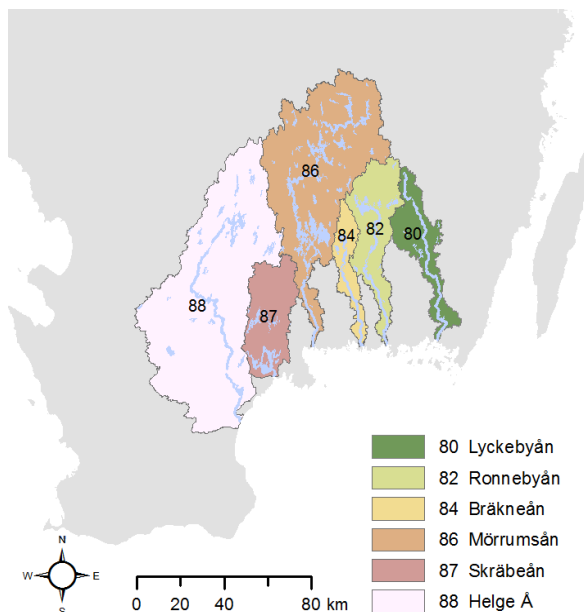 86
84
82
80
88
87
80 Lyckebyån
82 Ronnebyån
84 Bräkneån
86 Mörrumsån
87 Skräbeån
88 Helge Å
N
W E
S
0 20 40 80 km